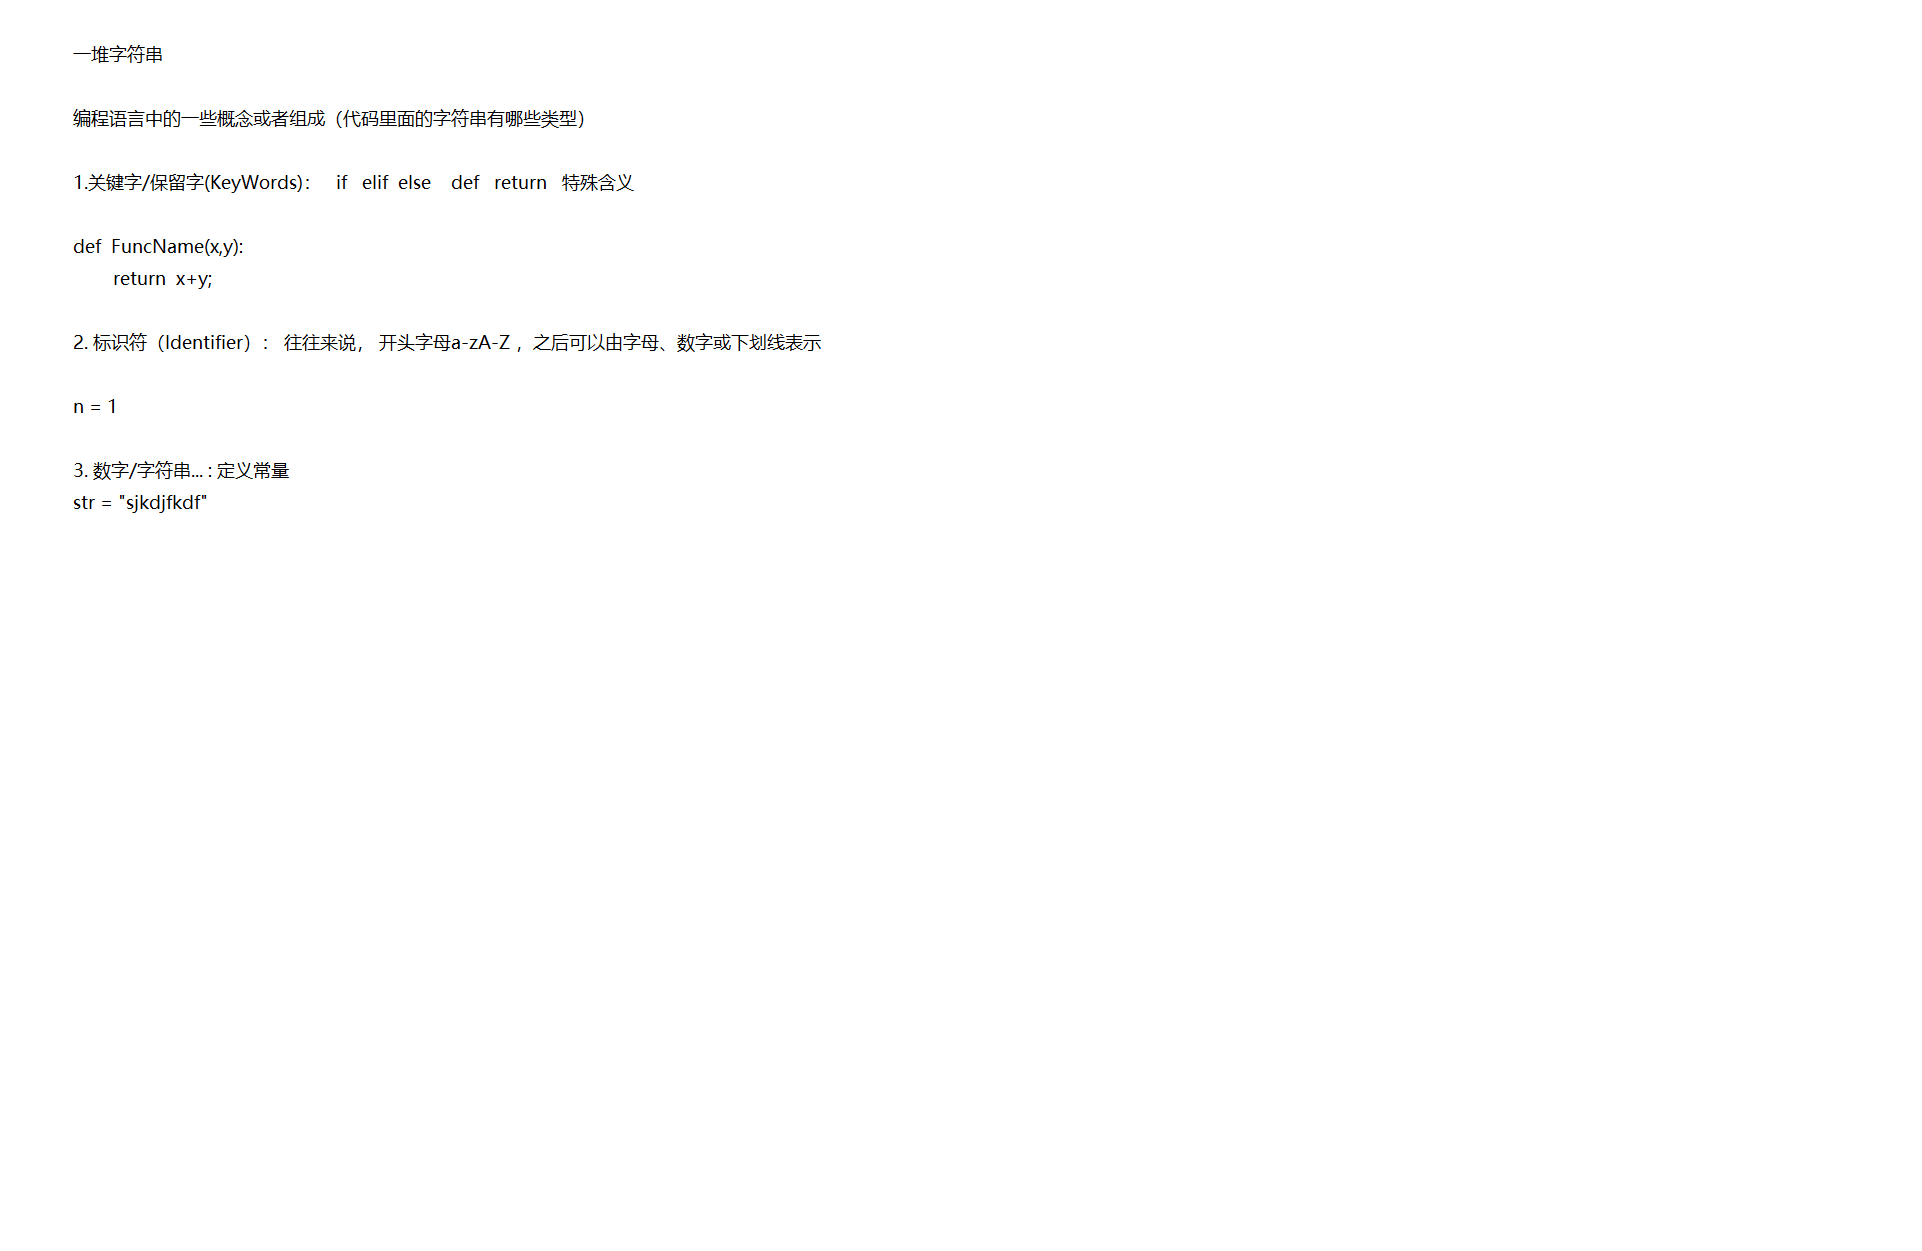 一堆字符串
编程语言中的一些概念或者组成（代码里面的字符串有哪些类型）
1.关键字/保留字(KeyWords)：  if  elif  else   def  return  特殊含义
def  FuncName(x,y):
        return  x+y;
2. 标识符（Identifier）： 往往来说， 开头字母a-zA-Z ，之后可以由字母、数字或下划线表示
n = 1
3. 数字/字符串... : 定义常量
str = "sjkdjfkdf"